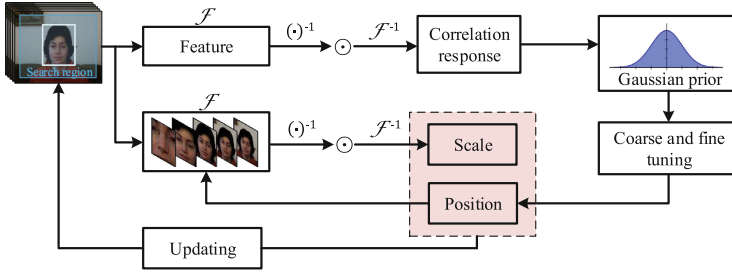 𝓕
(·)⁻¹
𝓕⁻¹
Feature
⊙
Correlation
response
Search region
Gaussian prior
𝓕
(·)⁻¹
𝓕⁻¹
⊙
Scale
Coarse and fine
tuning
Position
Updating